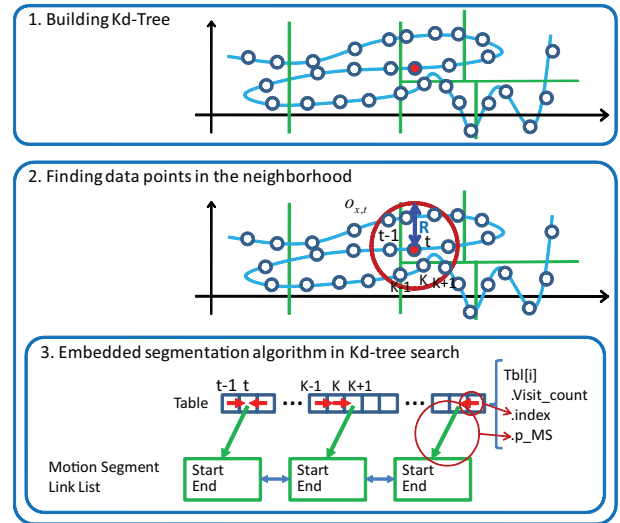 1. Building Kd-Tree
2. Finding data points in the neighborhood
o_{x,t}
R
t-1
t
K-1
K
K+1
3. Embedded segmentation algorithm in Kd-tree search
t-1 t
K-1 K K+1
Table
... ...
Tbl[i]
.Visit_count
.index
.p_MS
Motion Segment
Link List
Start
End
Start
End
Start
End